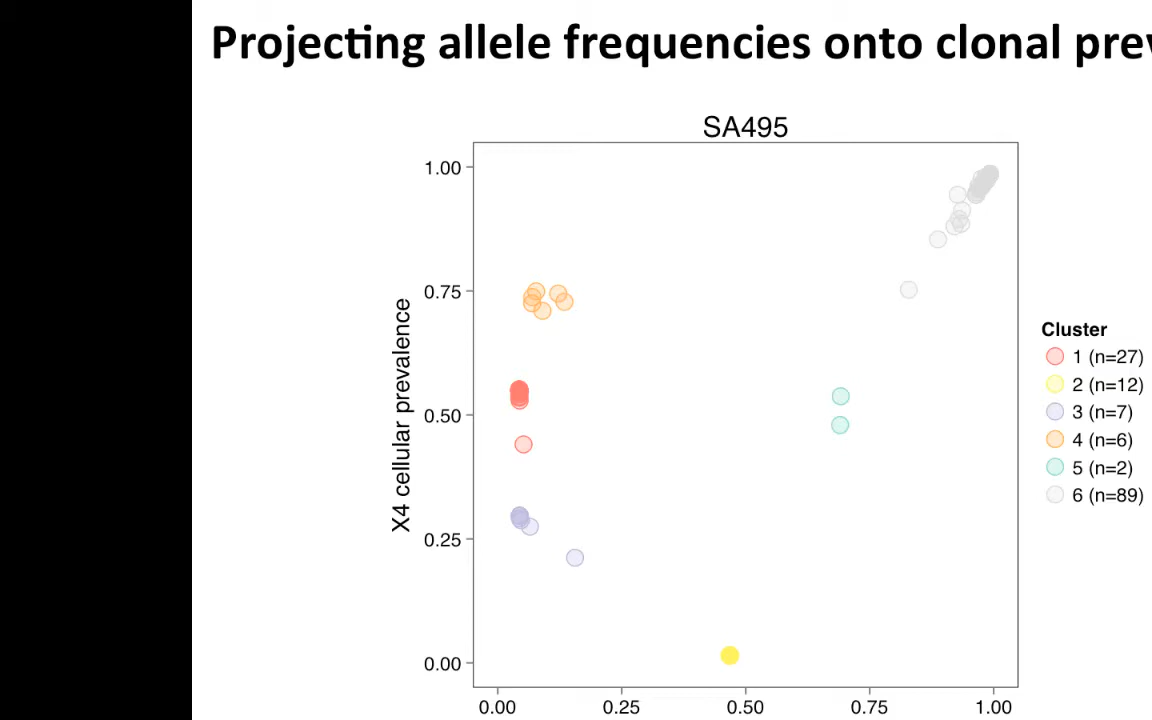 Projecting allele frequencies onto clonal
SA495
1.00
0.75
0.50
0.25
0.00
X4 cellular prevalence
0.00 0.25 0.50 0.75 1.00
Cluster
1 (n=27)
2 (n=12)
3 (n=7)
4 (n=6)
5 (n=2)
6 (n=89)